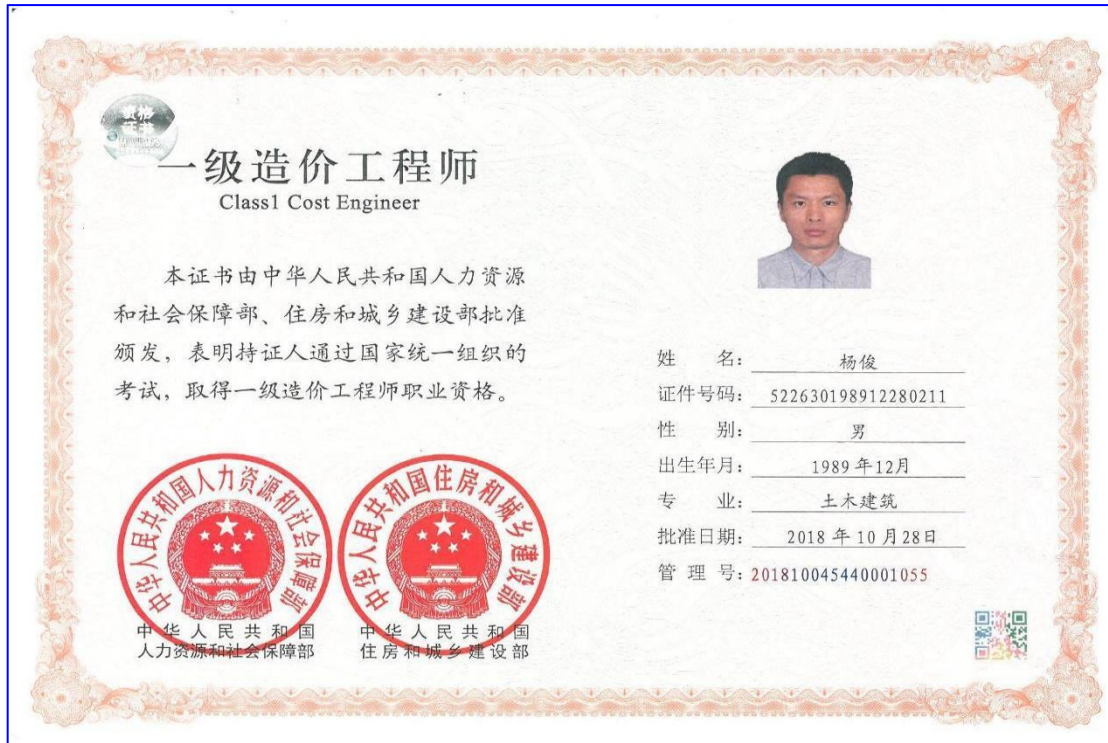 资格
证书
一级造价工程师
Class1 Cost Engineer
本证书由中华人民共和国人力资源
和社会保障部、住房和城乡建设部批准
颁发，表明持证人通过国家统一组织的
考试，取得一级造价工程师职业资格。
中华人民共和国人力资源和社会保障部
中华人民共和国住房和城乡建设部
中华人民共和国
人力资源和社会保障部
中华人民共和国
住房和城乡建设部
姓 名：杨俊
证件号码：522630198912280211
性 别：男
出生年月：1989年12月
专 业：土木建筑
批准日期：2018年10月28日
管 理 号：201810045440001055